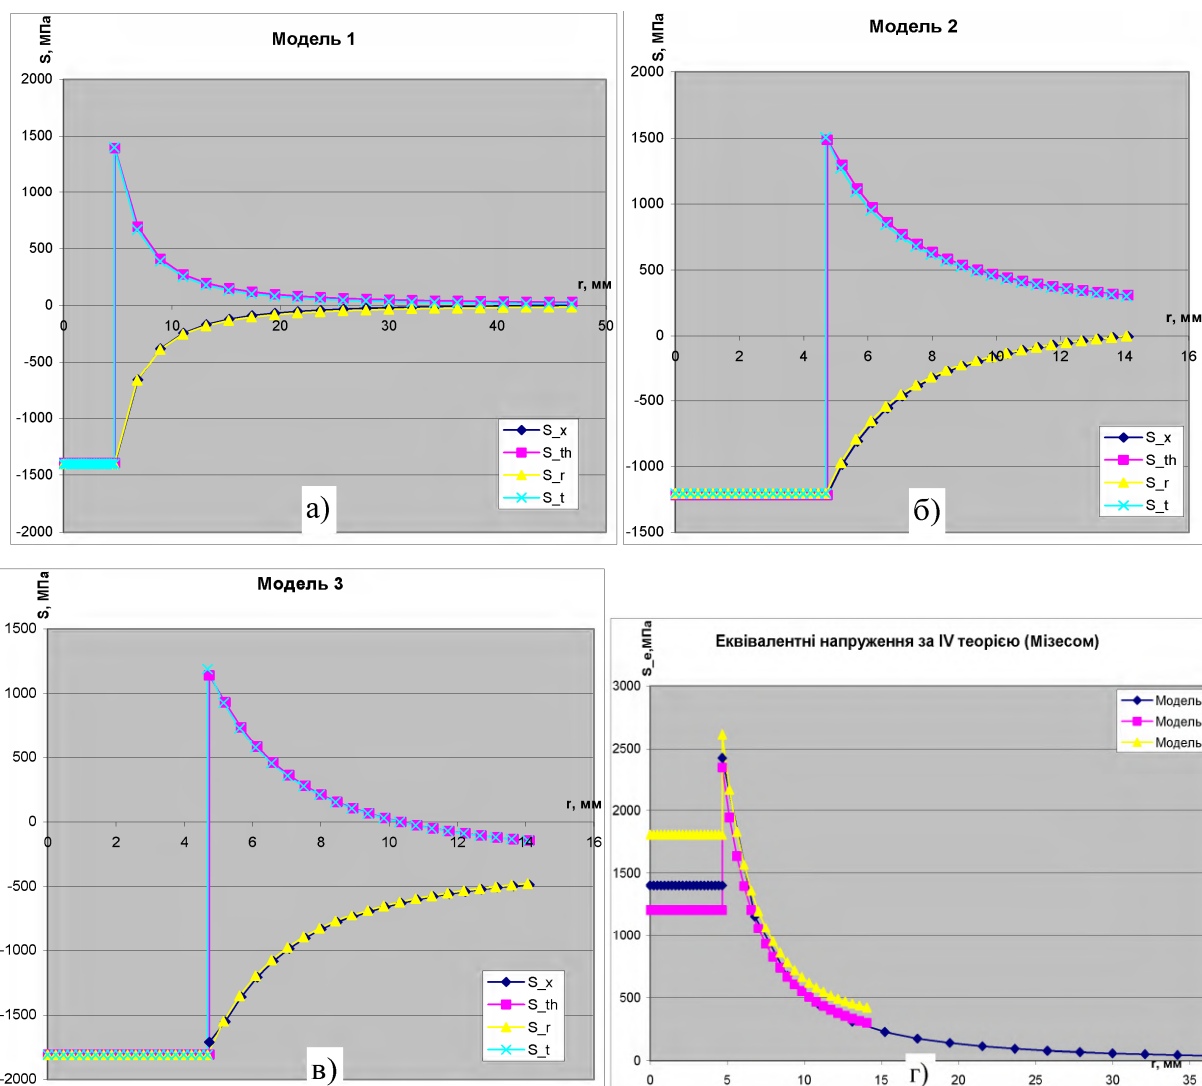 Модель 1
S, МПа
2000
1500
1000
500
0
-500
-1000
-1500
-2000
0 10 20 30 40 50
r, мм
S_x
S_th
S_r
S_t
а)
Модель 2
S, МПа
2000
1500
1000
500
0
-500
-1000
-1500
0 2 4 6 8 10 12 14 16
r, мм
S_x
S_th
S_r
S_t
б)
Модель 3
S, МПа
1500
1000
500
0
-500
-1000
-1500
-2000
0 2 4 6 8 10 12 14 16
r, мм
S_x
S_th
S_r
S_t
в)
Еквівалентні напруження за IV теорією (Мізесом)
S_e,МПа
3000
2500
2000
1500
1000
500
0
0 5 10 15 20 25 30 35
r, мм
Модель
Модель
Модель
г)